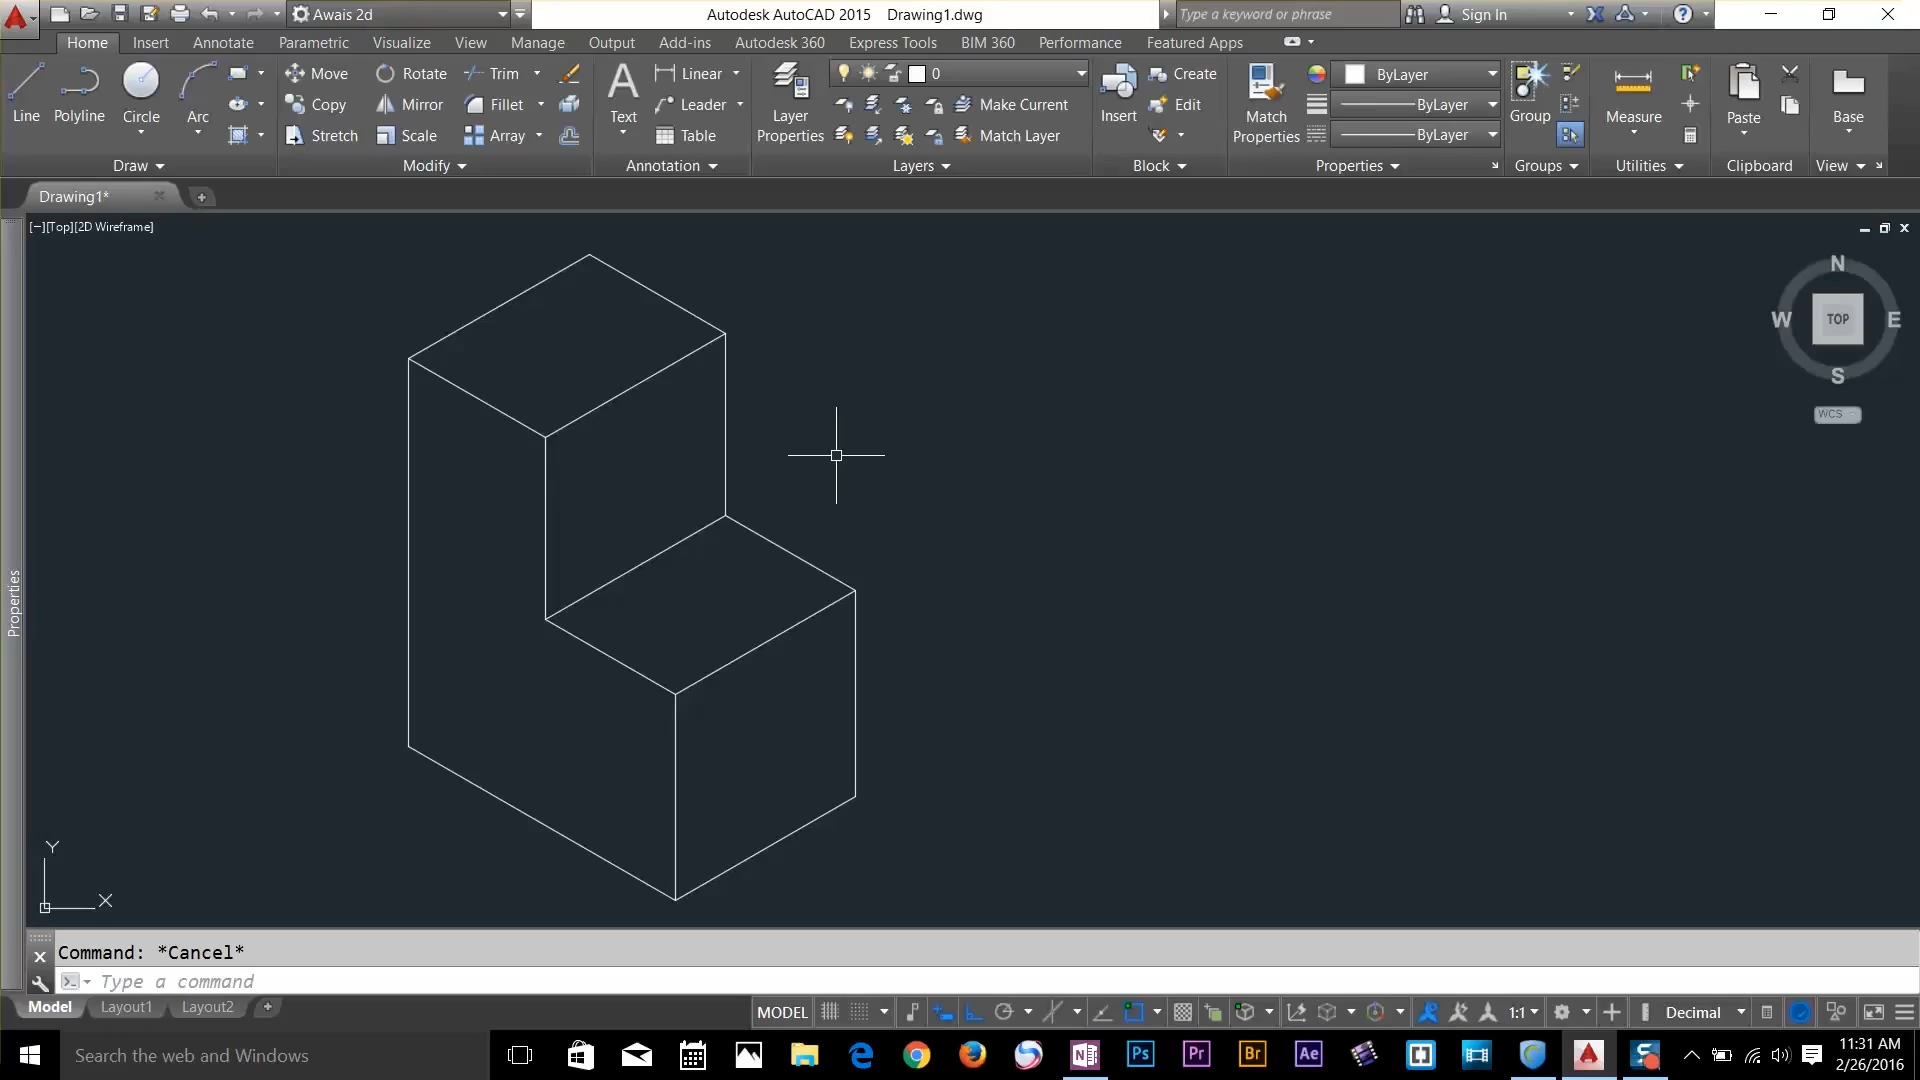 Awais 2d
Autodesk AutoCAD 2015 Drawing1.dwg
Type a keyword or phrase
Sign In
Home Insert Annotate Parametric Visualize View Manage Output Add-ins Autodesk 360 Express Tools BIM 360 Performance Featured Apps
Line Polyline Circle Arc
Move Rotate Trim
Copy Mirror Fillet
Stretch Scale Array
Text
Linear
Leader
Table
Layer Properties
0
Make Current
Match Layer
Insert
Create
Edit
Match Properties
ByLayer
ByLayer
ByLayer
Group
Measure
Paste
Base
Draw Modify Annotation Layers Block Properties Groups Utilities Clipboard View
Drawing1*
[−][Top][2D Wireframe]
N
W TOP E
S
WCS
Properties
Y
X
Command: *Cancel*
Type a command
Model Layout1 Layout2
MODEL 1:1 Decimal
Search the web and Windows
N Ps Pr Br Ae
11:31 AM
2/26/2016